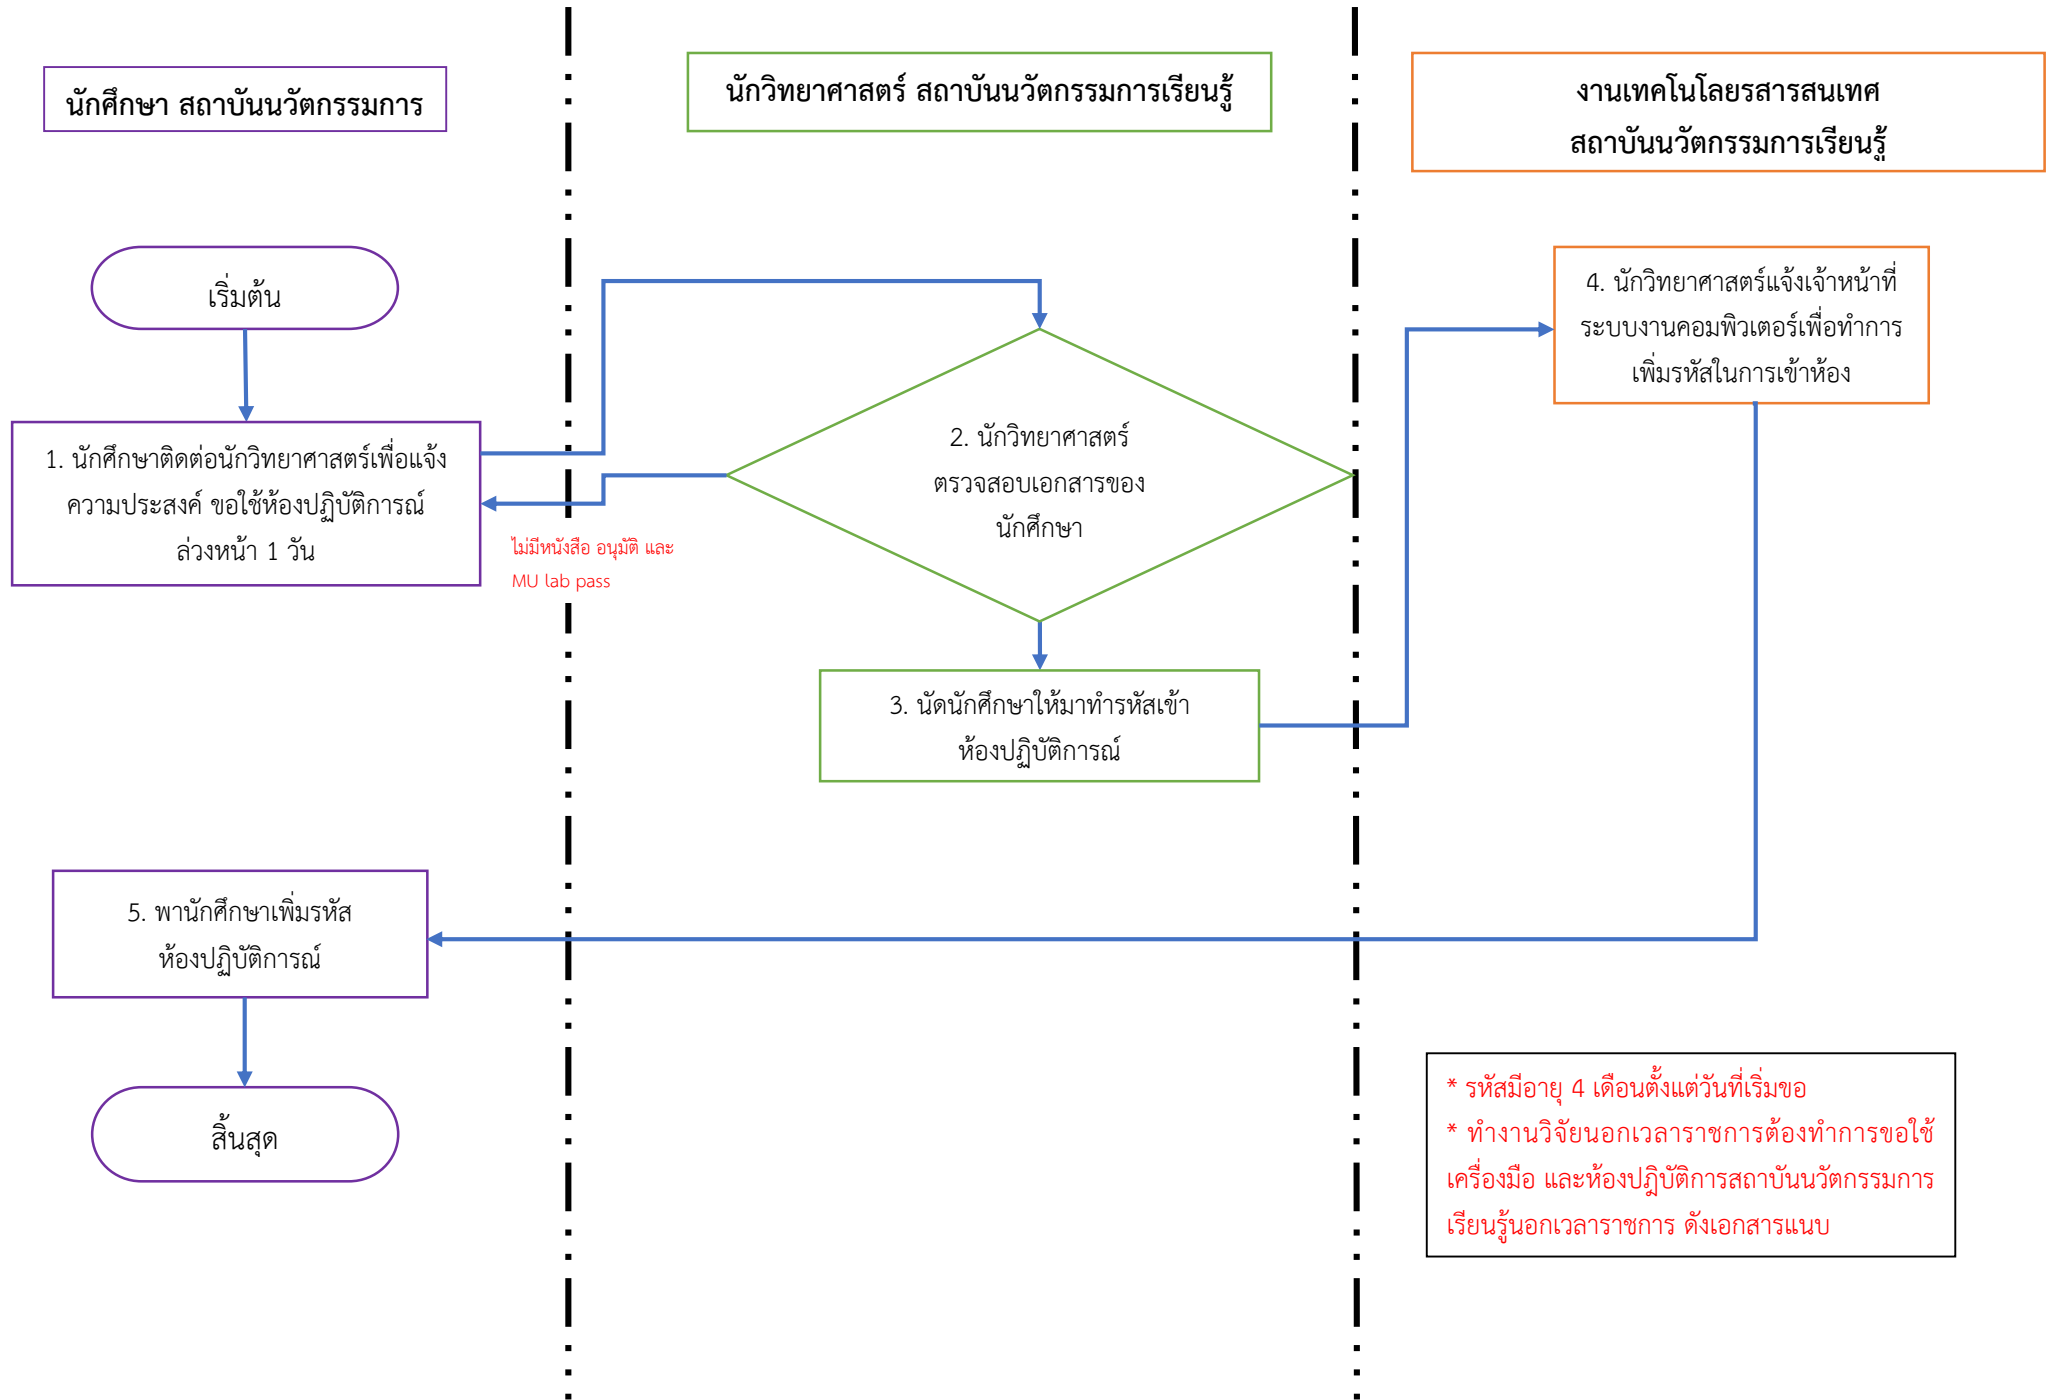 นักศึกษา สถาบันนวัตกรรมการ
นักวิทยาศาสตร์ สถาบันนวัตกรรมการเรียนรู้
งานเทคโนโลยรสารสนเทศ
สถาบันนวัตกรรมการเรียนรู้
เริ่มต้น
1. นักศึกษาติดต่อนักวิทยาศาสตร์เพื่อแจ้ง
ความประสงค์ ขอใช้ห้องปฏิบัติการณ์
ล่วงหน้า 1 วัน
ไม่มีหนังสือ อนุมัติ และ
MU lab pass
2. นักวิทยาศาสตร์
ตรวจสอบเอกสารของ
นักศึกษา
3. นัดนักศึกษาให้มาทำรหัสเข้า
ห้องปฏิบัติการณ์
4. นักวิทยาศาสตร์แจ้งเจ้าหน้าที่
ระบบงานคอมพิวเตอร์เพื่อทำการ
เพิ่มรหัสในการเข้าห้อง
5. พานักศึกษาเพิ่มรหัส
ห้องปฏิบัติการณ์
สิ้นสุด
* รหัสมีอายุ 4 เดือนตั้งแต่วันที่เริ่มขอ
* ทำงานวิจัยนอกเวลาราชการต้องทำการขอใช้
เครื่องมือ และห้องปฎิบัติการสถาบันนวัตกรรมการ
เรียนรู้นอกเวลาราชการ ดังเอกสารแนบ